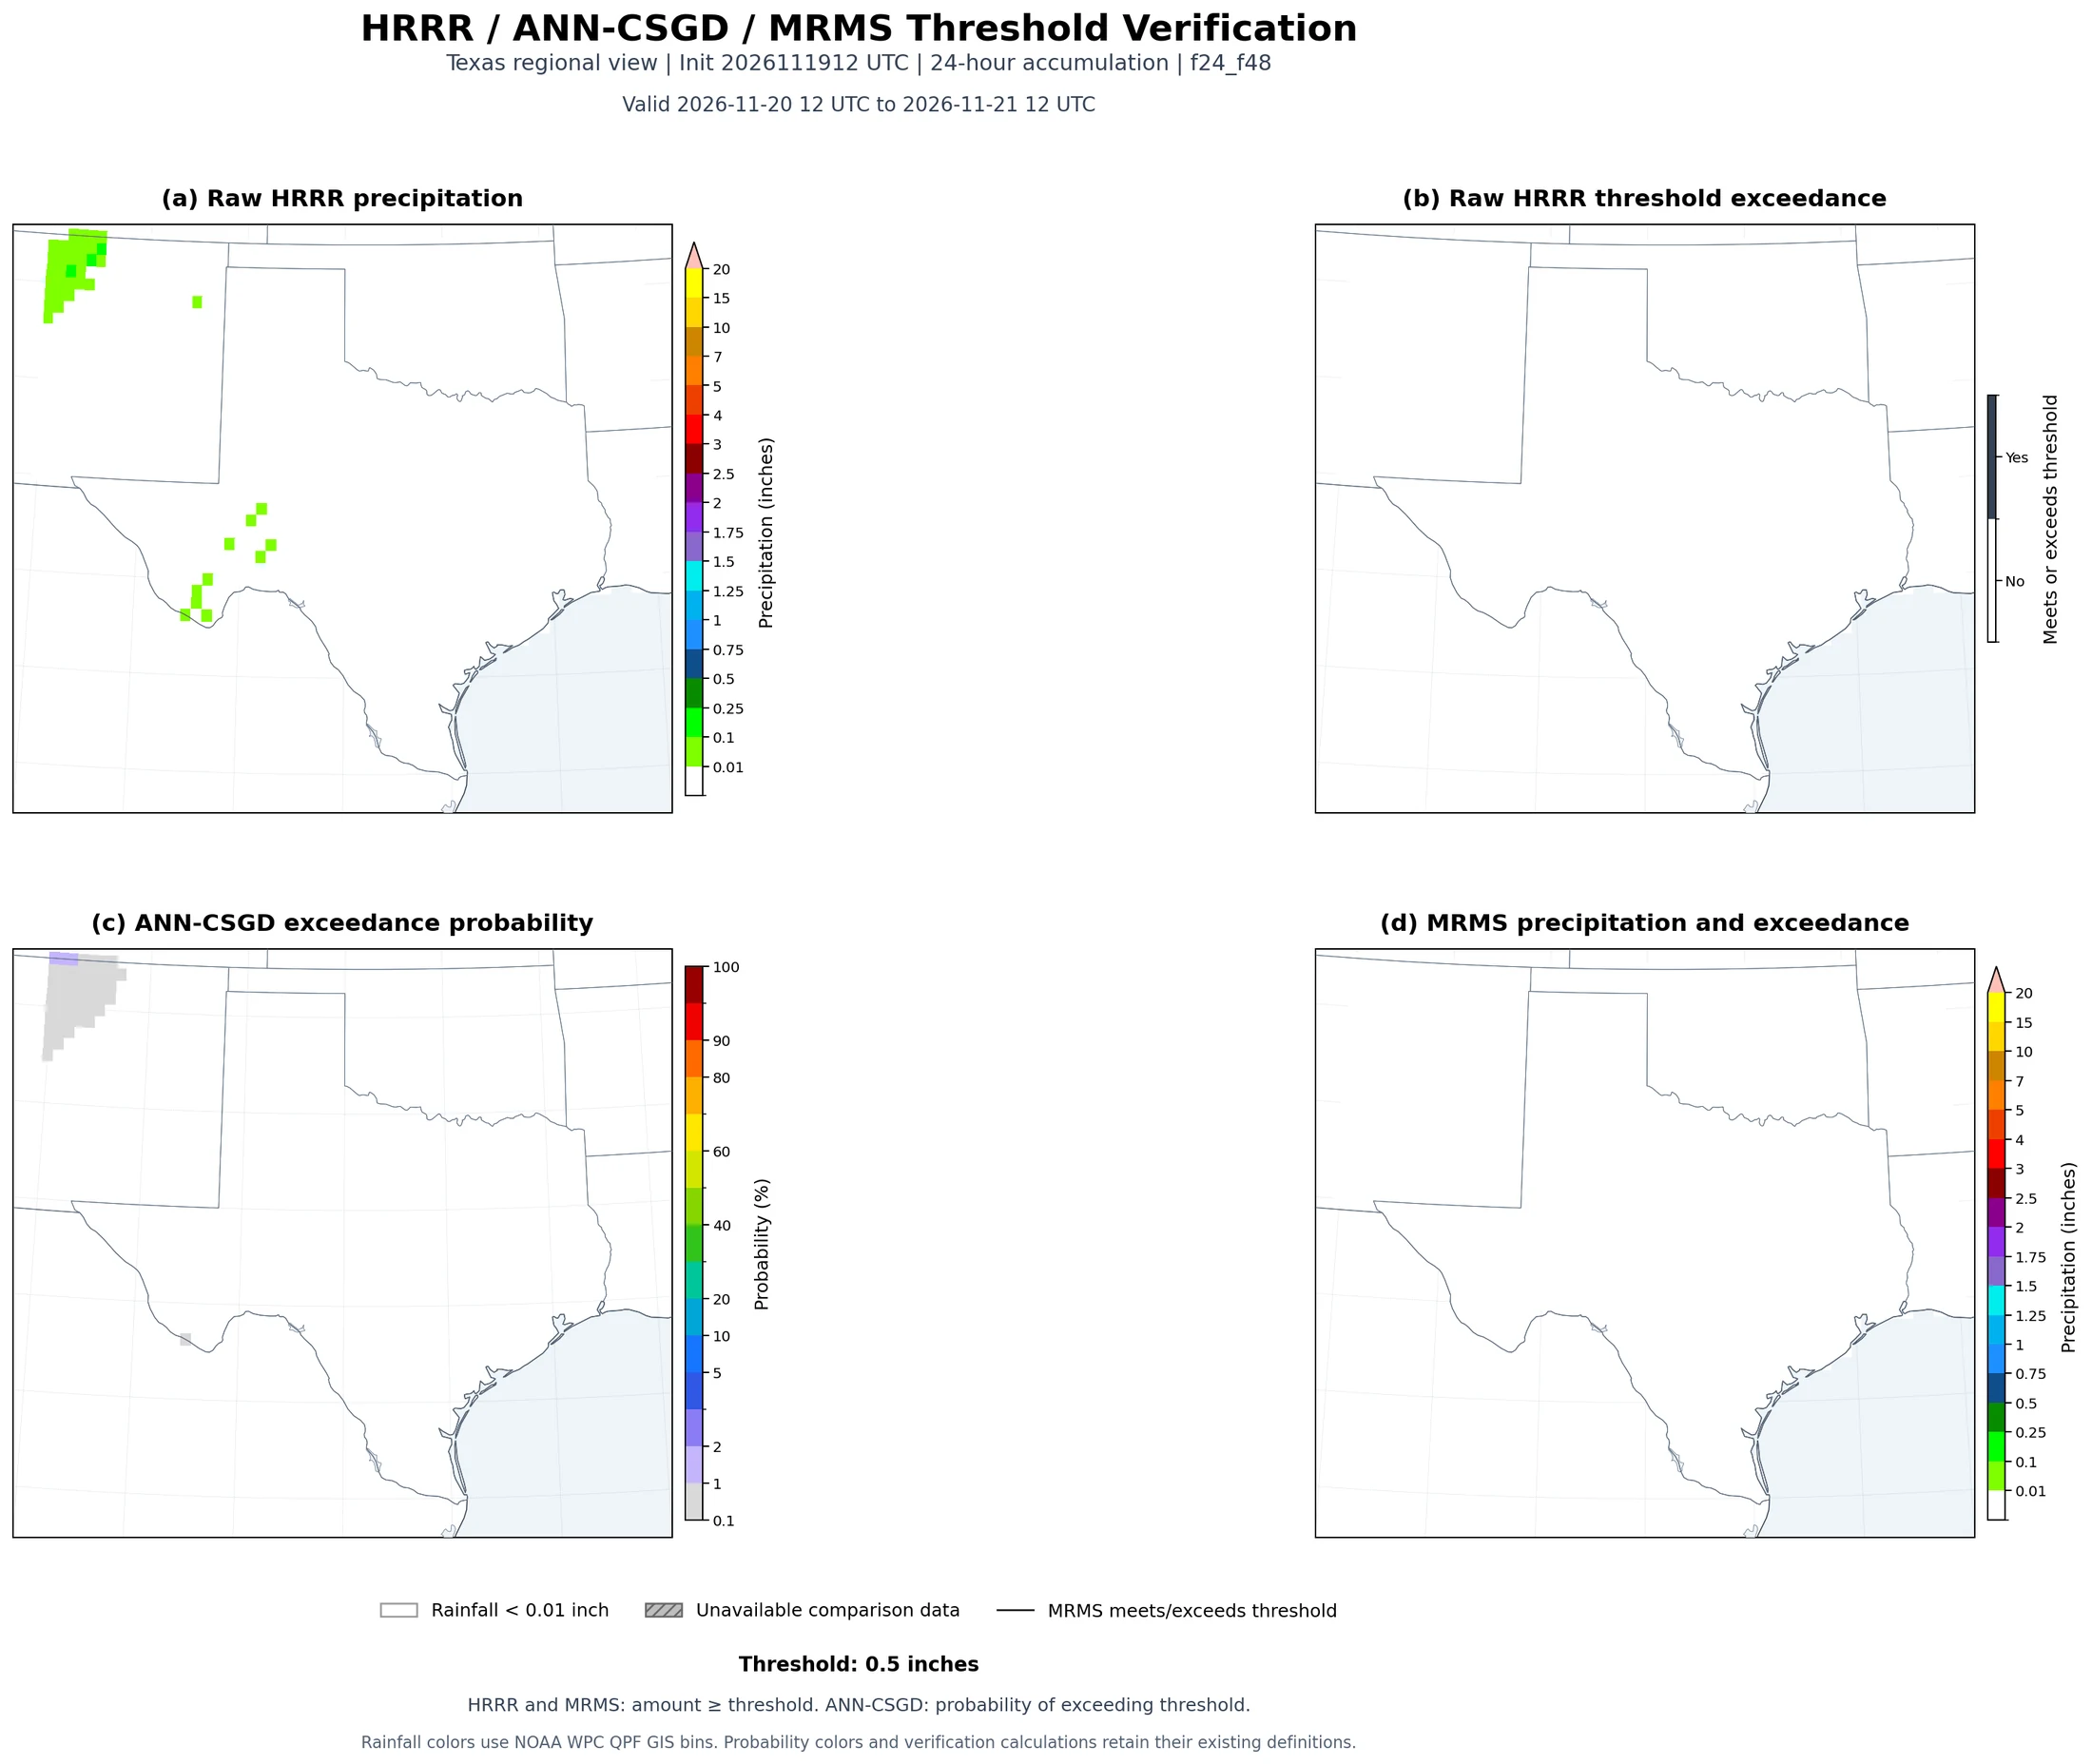 HRRR / ANN-CSGD / MRMS Threshold Verification
Texas regional view | Init 2026111912 UTC | 24-hour accumulation | f24_f48
Valid 2026-11-20 12 UTC to 2026-11-21 12 UTC
(a) Raw HRRR precipitation
20
15
10
7
5
4
3
2.5
2
1.75
1.5
1.25
1
0.75
0.5
0.25
0.1
0.01
Precipitation (inches)
(b) Raw HRRR threshold exceedance
Yes
No
Meets or exceeds threshold
(c) ANN-CSGD exceedance probability
100
90
80
60
40
20
10
5
2
1
0.1
Probability (%)
(d) MRMS precipitation and exceedance
20
15
10
7
5
4
3
2.5
2
1.75
1.5
1.25
1
0.75
0.5
0.25
0.1
0.01
Precipitation (inches)
Rainfall < 0.01 inch
Unavailable comparison data
MRMS meets/exceeds threshold
Threshold: 0.5 inches
HRRR and MRMS: amount ≥ threshold. ANN-CSGD: probability of exceeding threshold.
Rainfall colors use NOAA WPC QPF GIS bins. Probability colors and verification calculations retain their existing definitions.